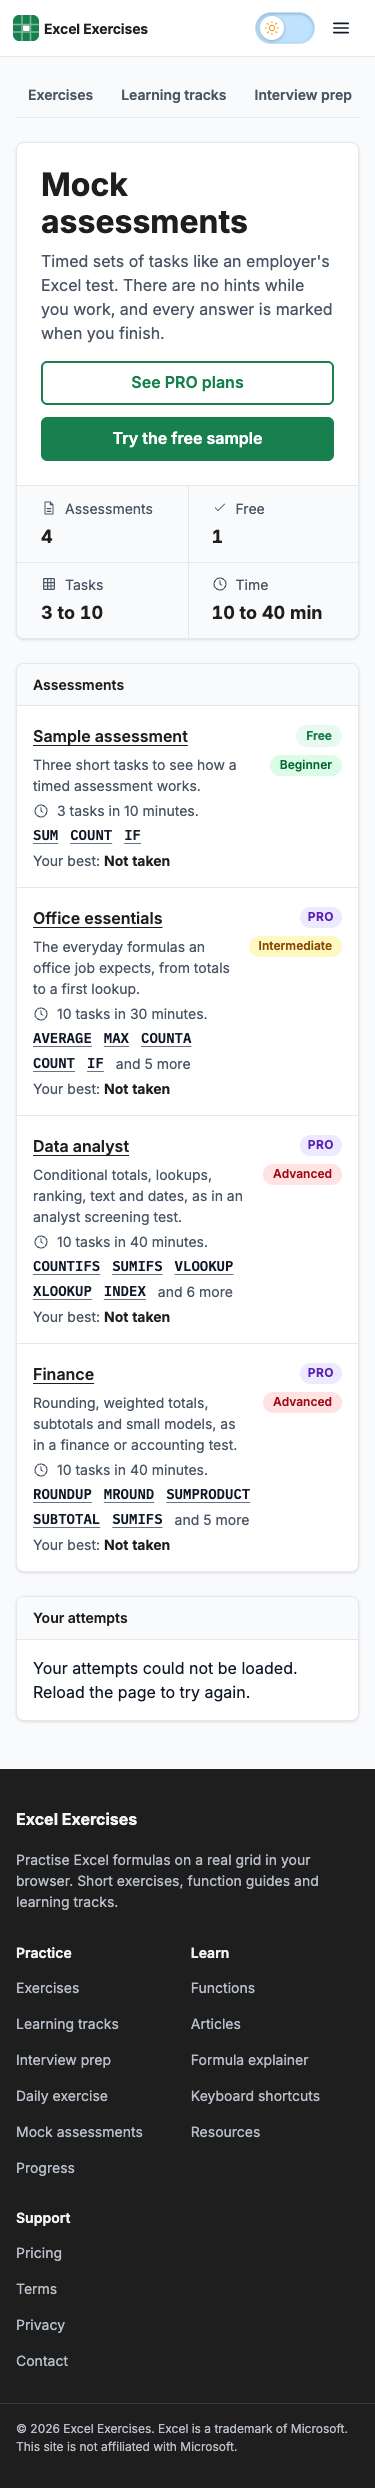 Excel Exercises
Exercises Learning tracks Interview prep
Mock
assessments
Timed sets of tasks like an employer's
Excel test. There are no hints while
you work, and every answer is marked
when you finish.
See PRO plans
Try the free sample
Assessments
4
Free
1
Tasks
3 to 10
Time
10 to 40 min
Assessments
Sample assessment
Free
Beginner
Three short tasks to see how a
timed assessment works.
3 tasks in 10 minutes.
SUM COUNT IF
Your best: Not taken
Office essentials
PRO
Intermediate
The everyday formulas an
office job expects, from totals
to a first lookup.
10 tasks in 30 minutes.
AVERAGE MAX COUNTA
COUNT IF and 5 more
Your best: Not taken
Data analyst
PRO
Advanced
Conditional totals, lookups,
ranking, text and dates, as in an
analyst screening test.
10 tasks in 40 minutes.
COUNTIFS SUMIFS VLOOKUP
XLOOKUP INDEX and 6 more
Your best: Not taken
Finance
PRO
Advanced
Rounding, weighted totals,
subtotals and small models, as
in a finance or accounting test.
10 tasks in 40 minutes.
ROUNDUP MROUND SUMPRODUCT
SUBTOTAL SUMIFS and 5 more
Your best: Not taken
Your attempts
Your attempts could not be loaded.
Reload the page to try again.
Excel Exercises
Practise Excel formulas on a real grid in your
browser. Short exercises, function guides and
learning tracks.
Practice
Exercises
Learning tracks
Interview prep
Daily exercise
Mock assessments
Progress
Learn
Functions
Articles
Formula explainer
Keyboard shortcuts
Resources
Support
Pricing
Terms
Privacy
Contact
© 2026 Excel Exercises. Excel is a trademark of Microsoft.
This site is not affiliated with Microsoft.